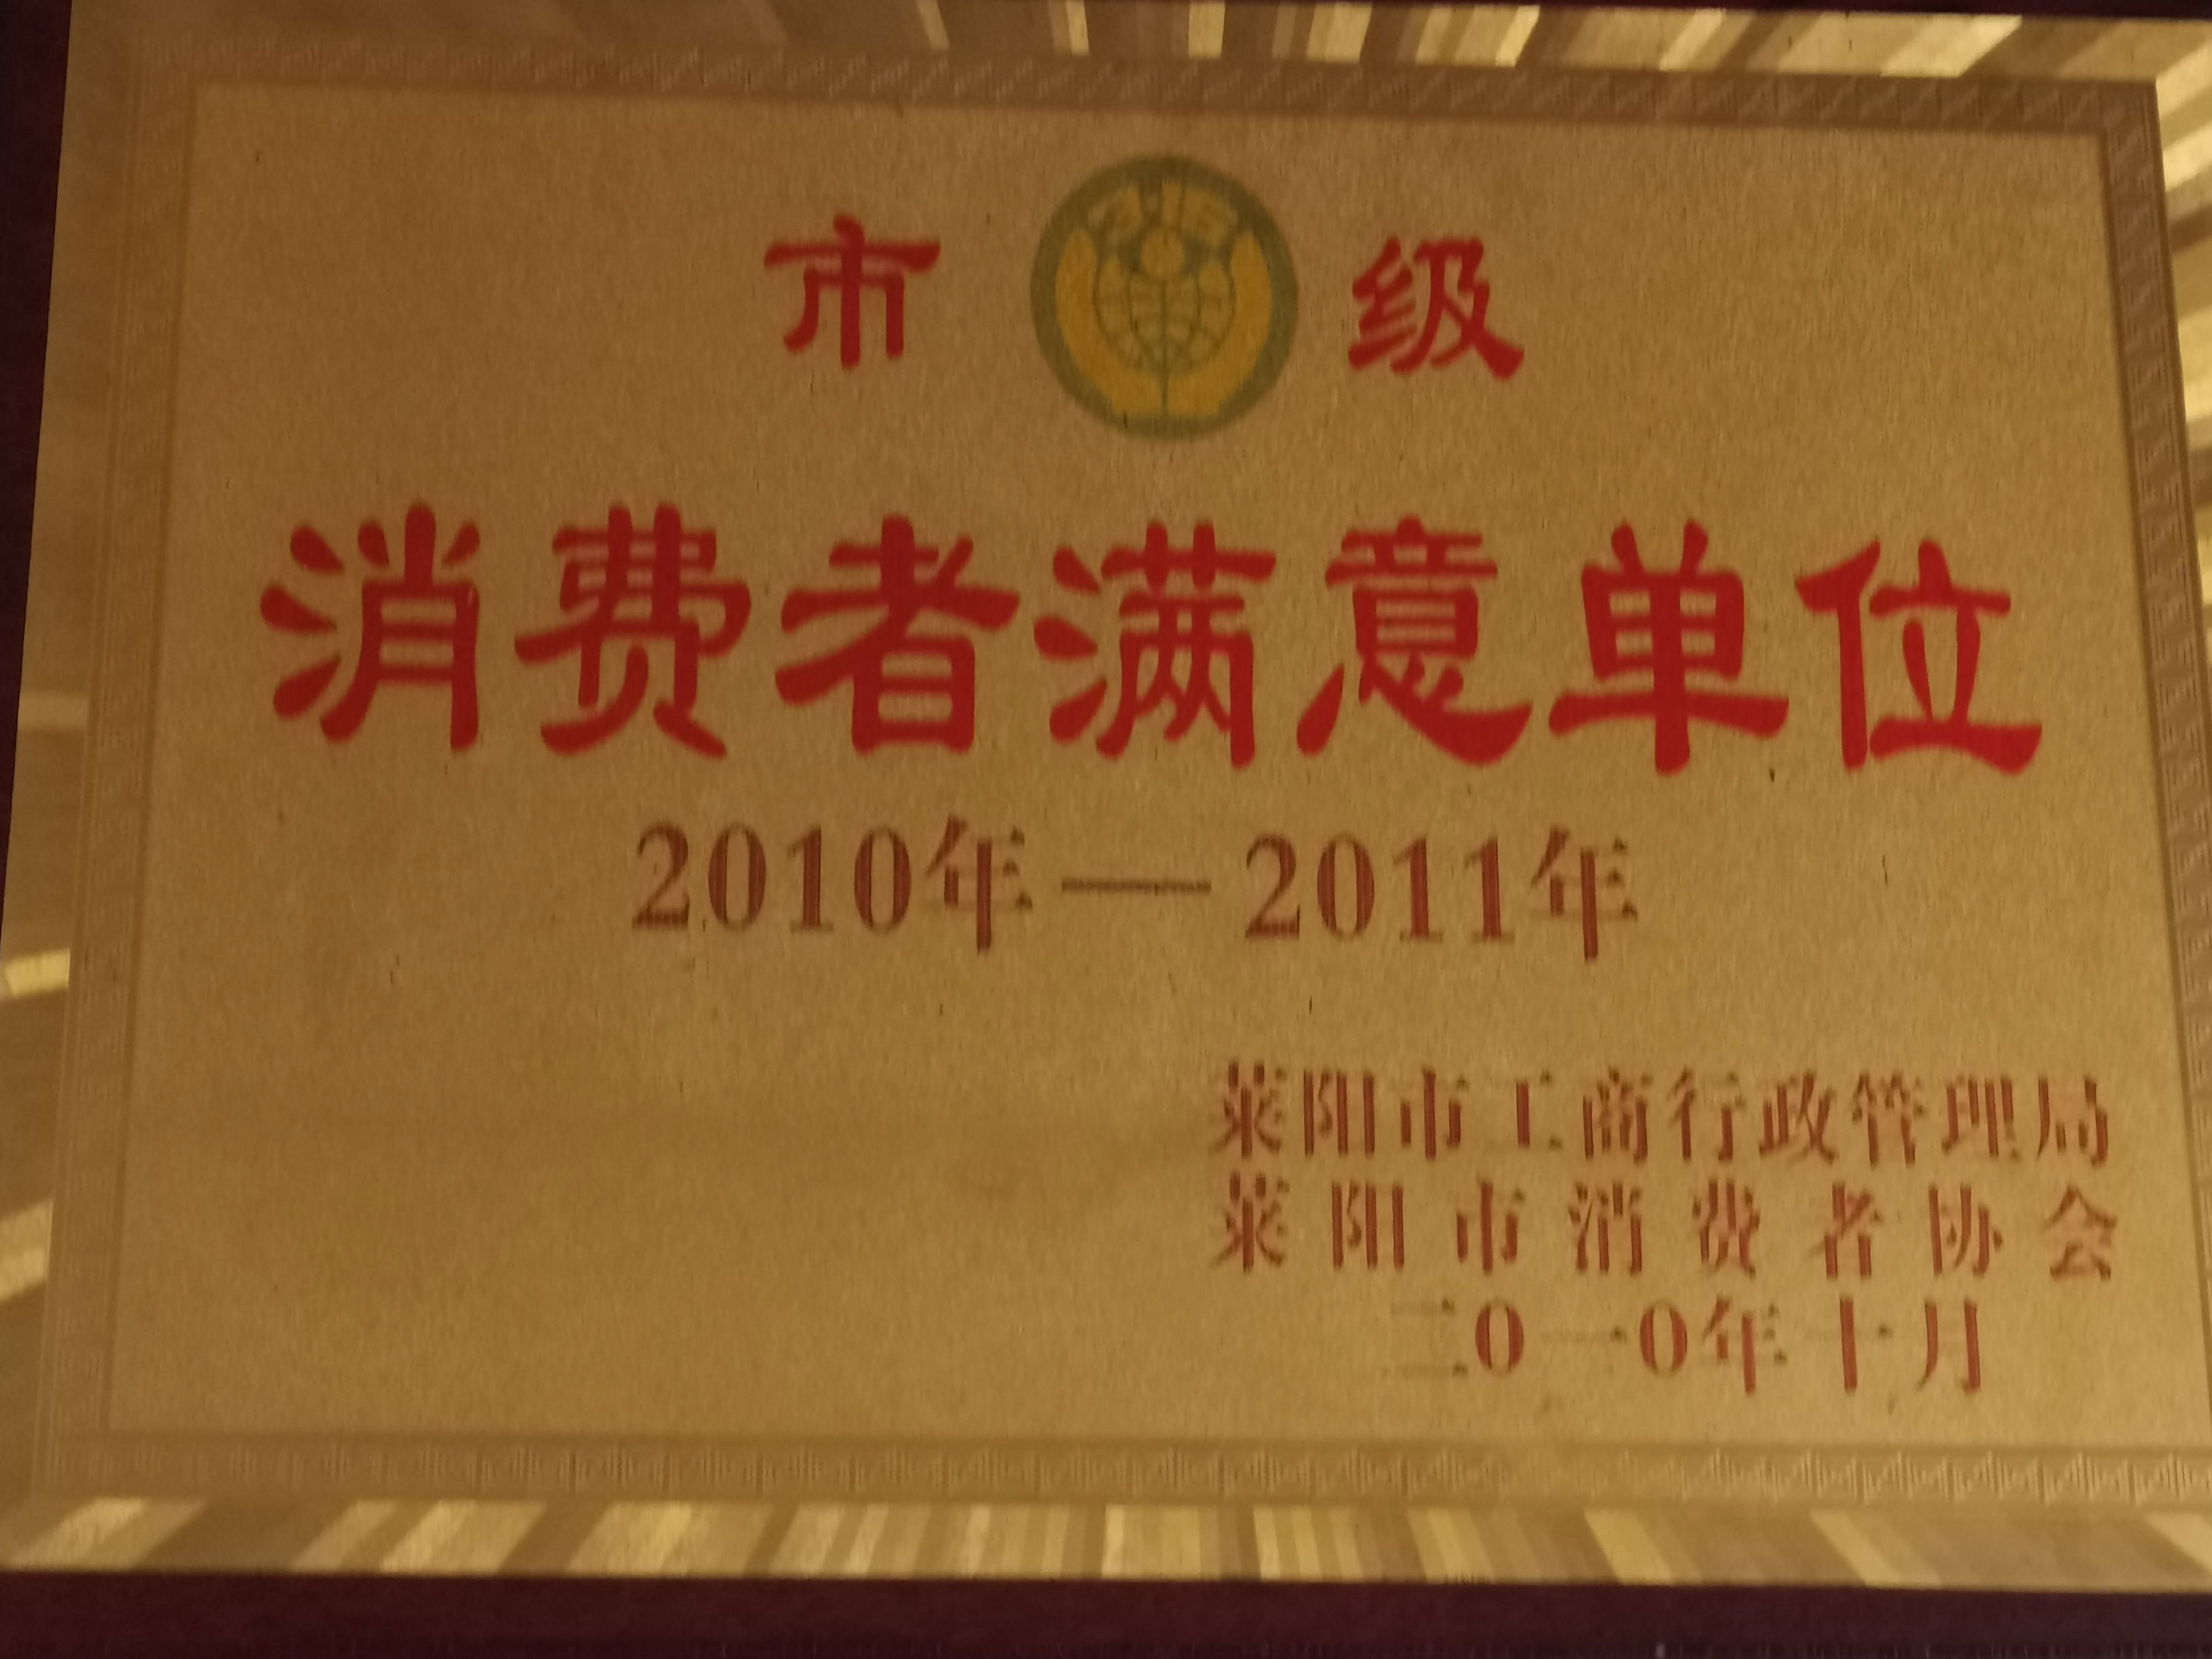 市 级
消费者满意单位
2010年—2011年
莱阳市工商行政管理局
莱阳市消费者协会
二0一0年十月